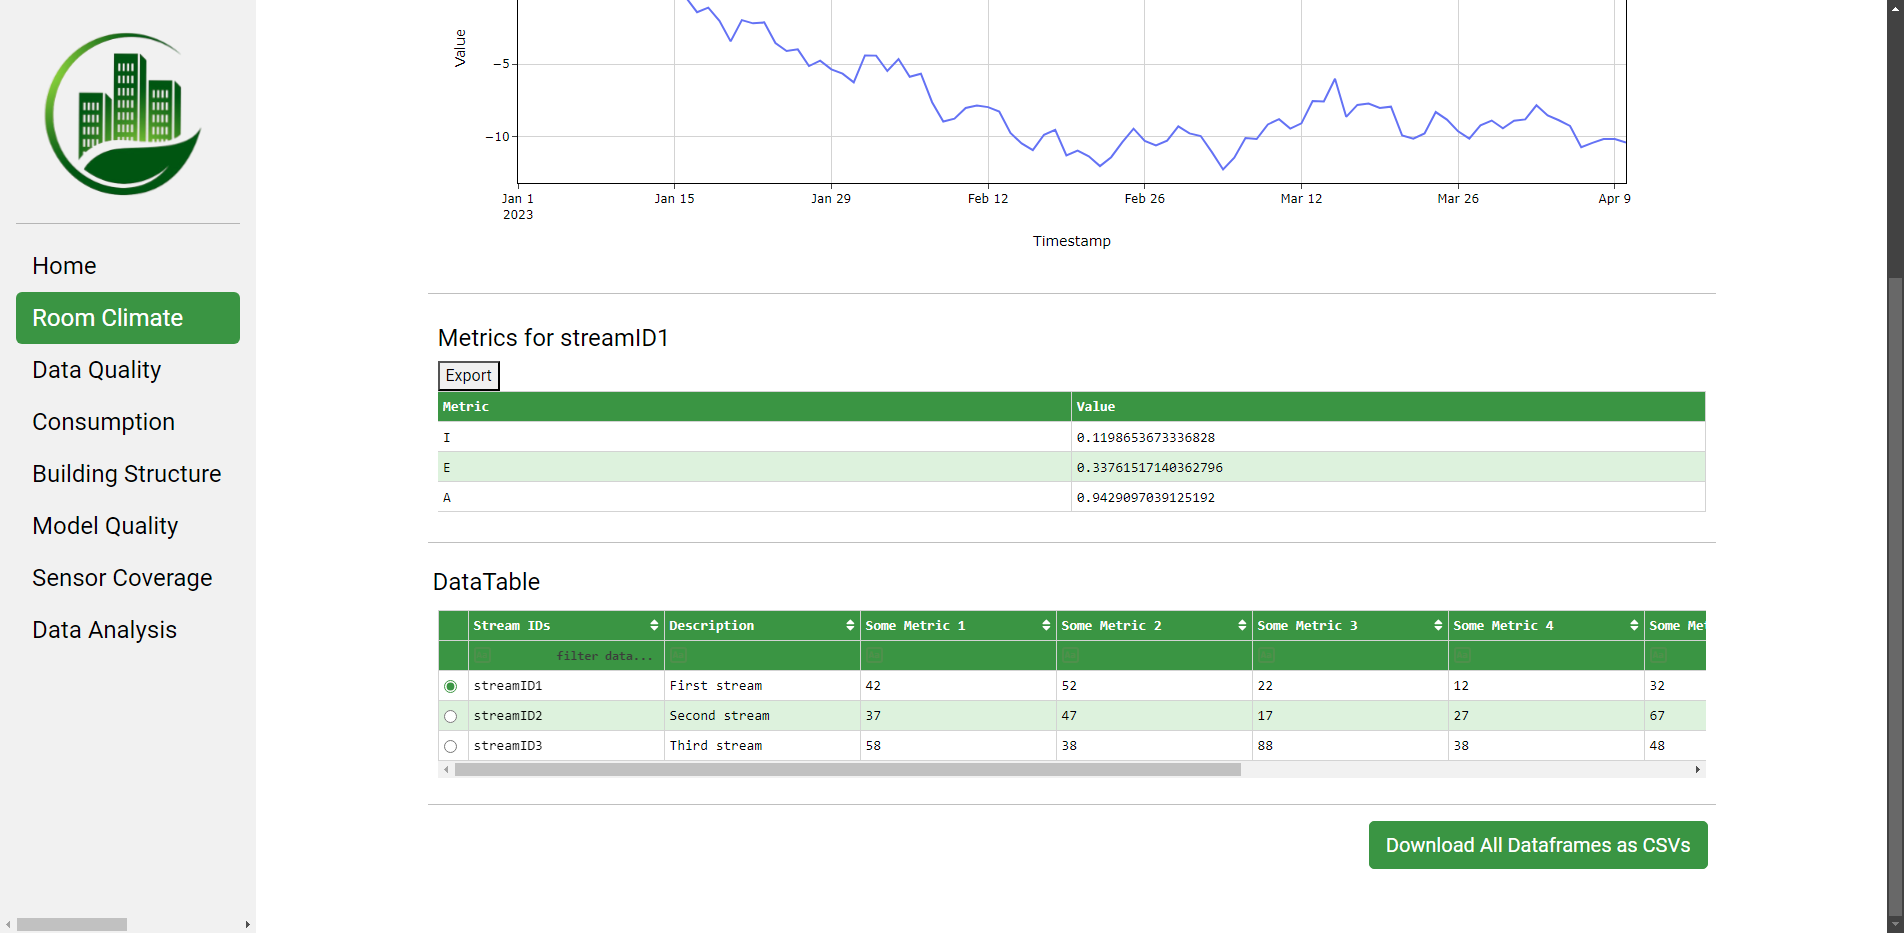 Value
−5
−10
Jan 1
2023
Jan 15
Jan 29
Feb 12
Feb 26
Mar 12
Mar 26
Apr 9
Timestamp
Home
Room Climate
Data Quality
Consumption
Building Structure
Model Quality
Sensor Coverage
Data Analysis
Metrics for streamID1
Export
Metric Value
I 0.1198653673336828
E 0.33761517140362796
A 0.9429097039125192
DataTable
Stream IDs Description Some Metric 1 Some Metric 2 Some Metric 3 Some Metric 4 Some Me
filter data...
streamID1 First stream 42 52 22 12 32
streamID2 Second stream 37 47 17 27 67
streamID3 Third stream 58 38 88 38 48
Download All Dataframes as CSVs